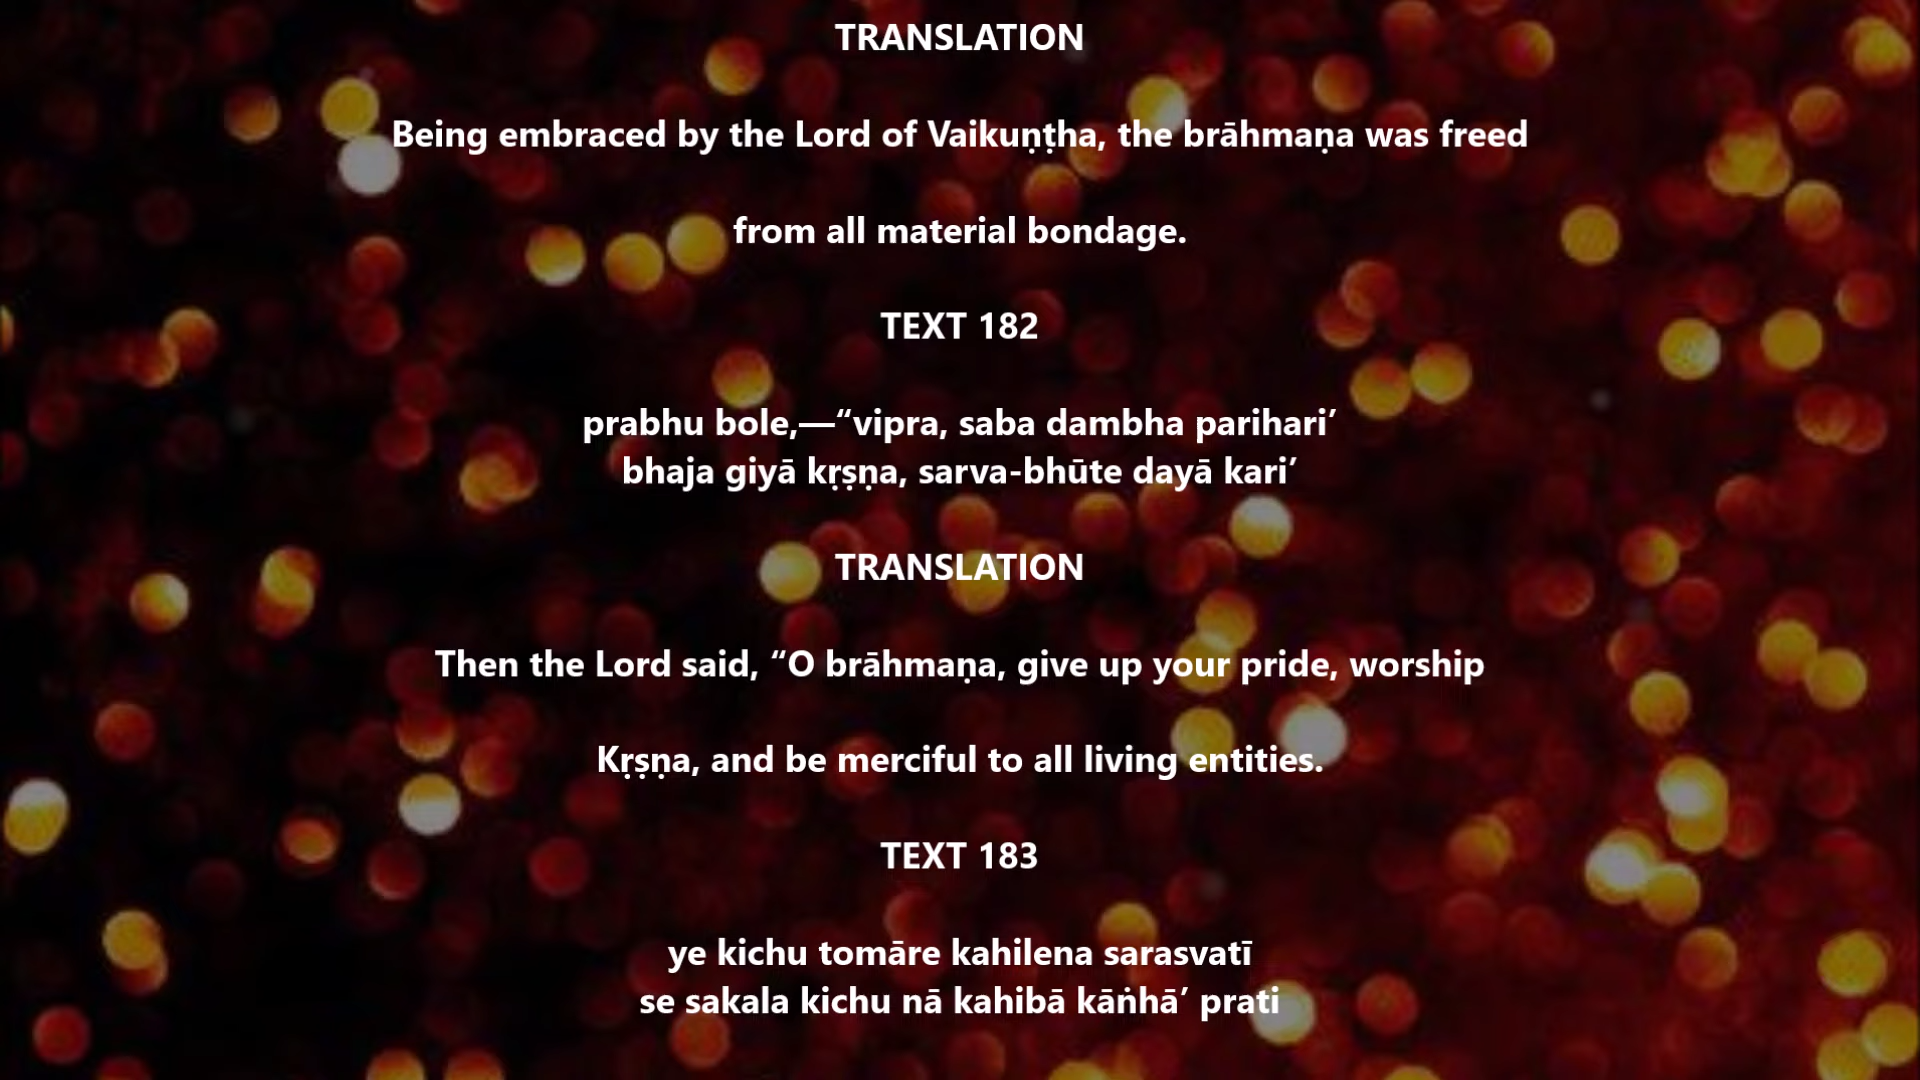 TRANSLATION
Being embraced by the Lord of Vaikuṇṭha, the brāhmaṇa was freed
from all material bondage.
TEXT 182
prabhu bole,—“vipra, saba dambha parihari’
bhaja giyā kṛṣṇa, sarva-bhūte dayā kari’
TRANSLATION
Then the Lord said, “O brāhmaṇa, give up your pride, worship
Kṛṣṇa, and be merciful to all living entities.
TEXT 183
ye kichu tomāre kahilena sarasvatī
se sakala kichu nā kahibā kāṅhā’ prati